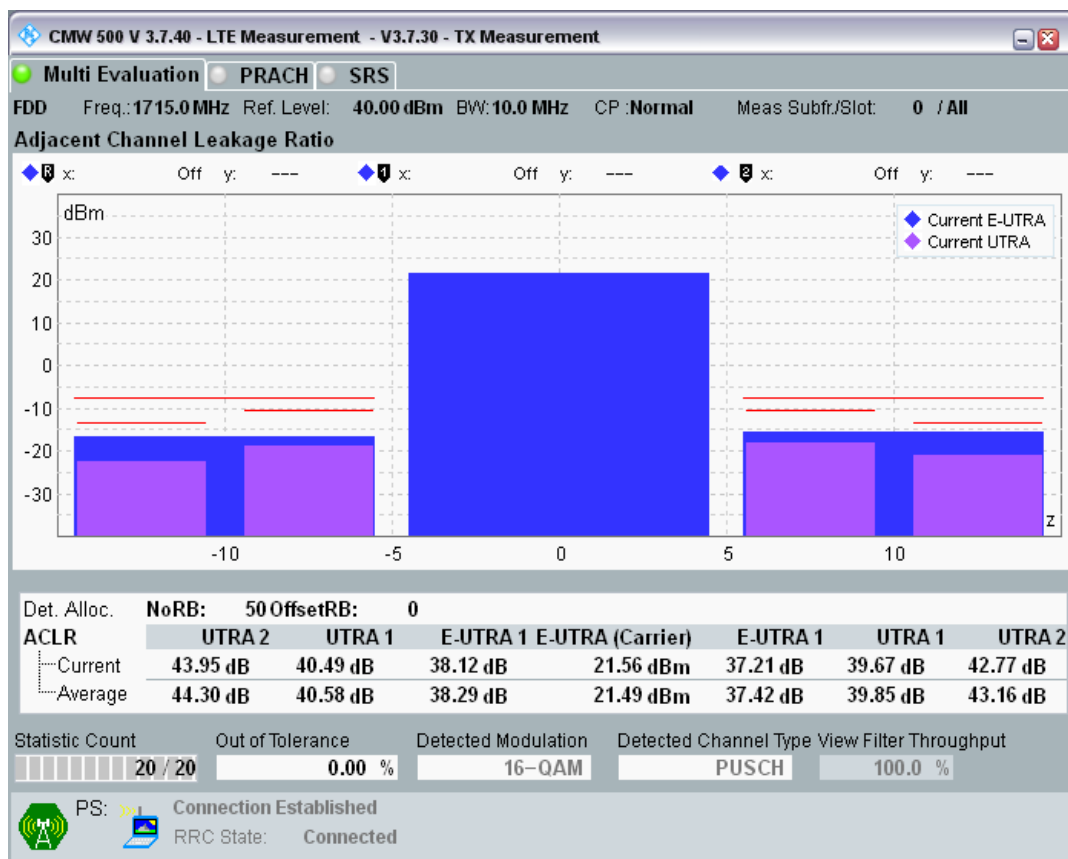 CMW 500 V 3.7.40 - LTE Measurement - V3.7.30 - TX Measurement
Multi Evaluation PRACH SRS
FDD Freq.: 1715.0 MHz Ref. Level: 40.00 dBm BW: 10.0 MHz CP :Normal Meas Subfr./Slot: 0 / All
Adjacent Channel Leakage Ratio
R x: Off y: --- 1 x: Off y: --- 2 x: Off y: ---
dBm
Current E-UTRA
Current UTRA
30
20
10
0
-10
-20
-30
z
-10 -5 0 5 10
Det. Alloc. NoRB: 50 OffsetRB: 0
ACLR UTRA 2 UTRA 1 E-UTRA 1 E-UTRA (Carrier) E-UTRA 1 UTRA 1 UTRA 2
Current 43.95 dB 40.49 dB 38.12 dB 21.56 dBm 37.21 dB 39.67 dB 42.77 dB
Average 44.30 dB 40.58 dB 38.29 dB 21.49 dBm 37.42 dB 39.85 dB 43.16 dB
Statistic Count Out of Tolerance Detected Modulation Detected Channel Type View Filter Throughput
20 / 20 0.00 % 16-QAM PUSCH 100.0 %
PS: Connection Established
RRC State: Connected